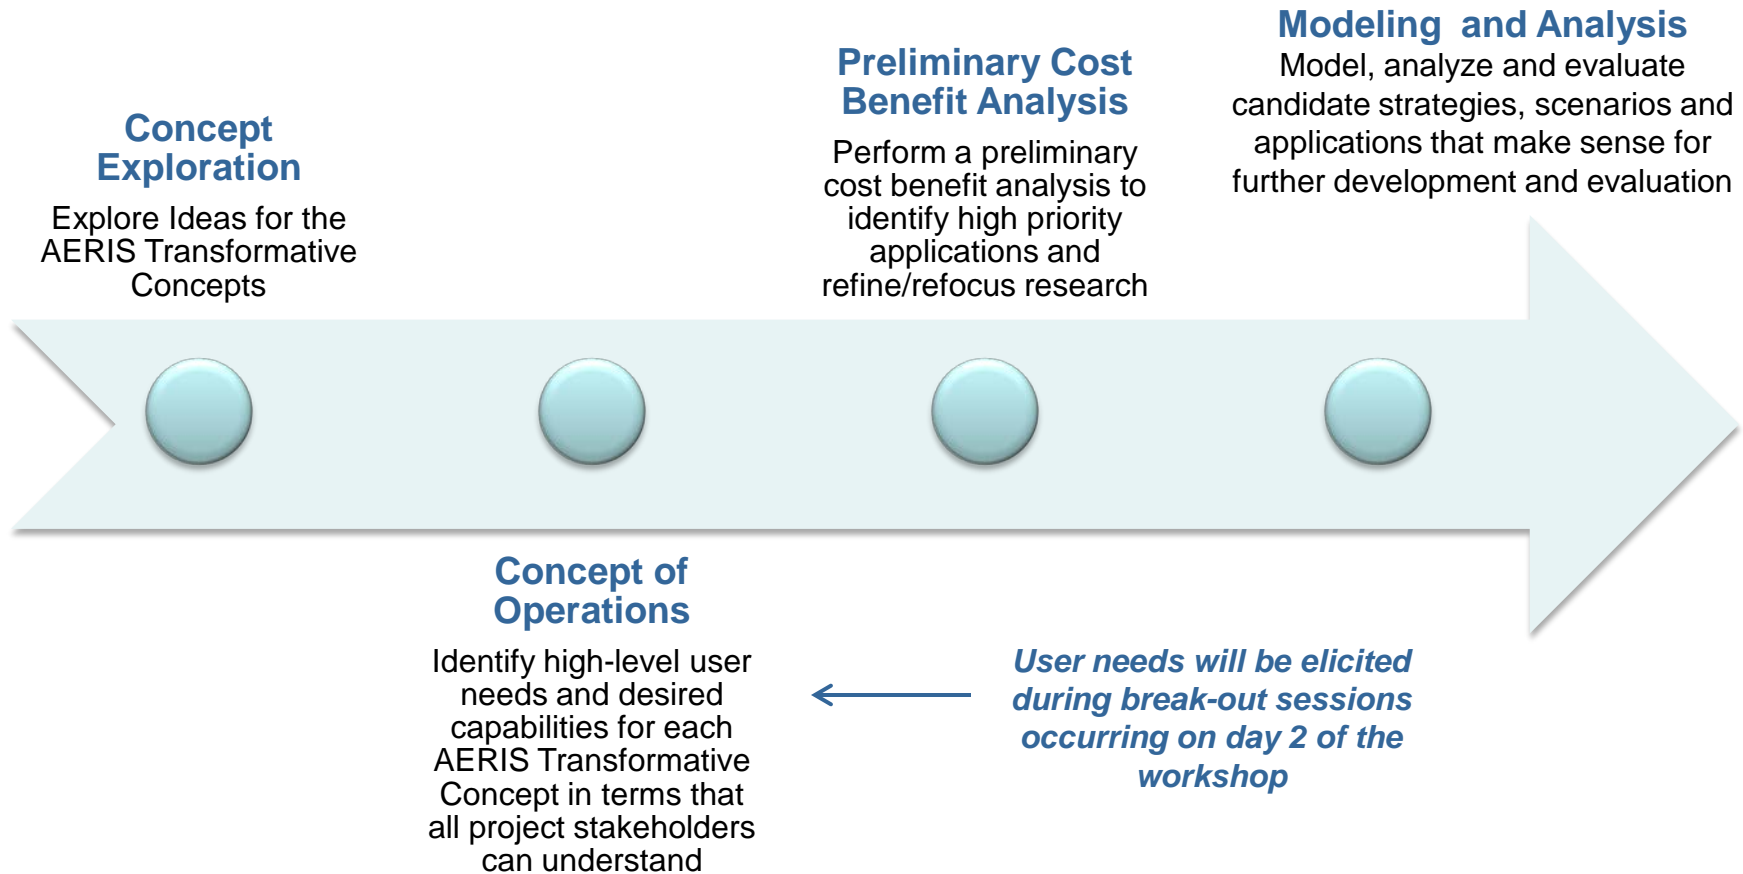 Concept
Exploration
Explore Ideas for the
AERIS Transformative
Concepts
Concept of
Operations
Identify high-level user
needs and desired
capabilities for each
AERIS Transformative
Concept in terms that
all project stakeholders
can understand
User needs will be elicited
during break-out sessions
occurring on day 2 of the
workshop
Preliminary Cost
Benefit Analysis
Perform a preliminary
cost benefit analysis to
identify high priority
applications and
refine/refocus research
Modeling and Analysis
Model, analyze and evaluate
candidate strategies, scenarios and
applications that make sense for
further development and evaluation